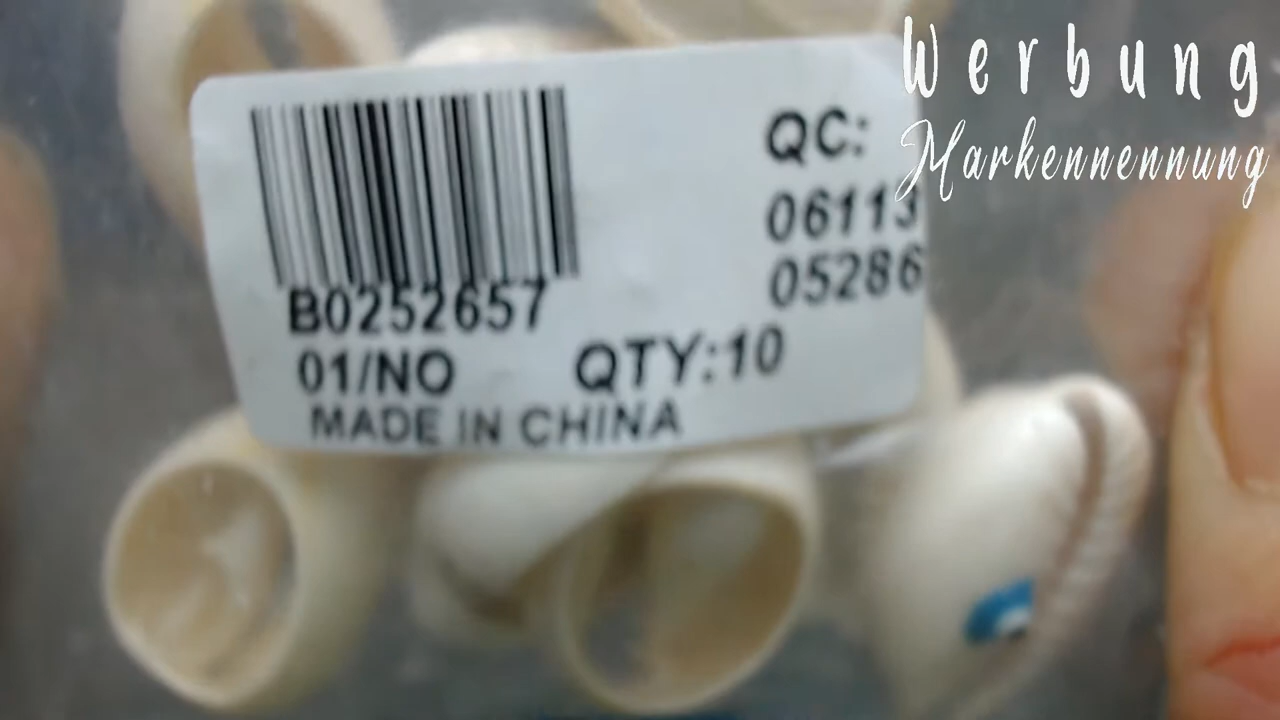 Werbung
Markennennung
QC:
06113
05286
B0252657
01/NO QTY:10
MADE IN CHINA